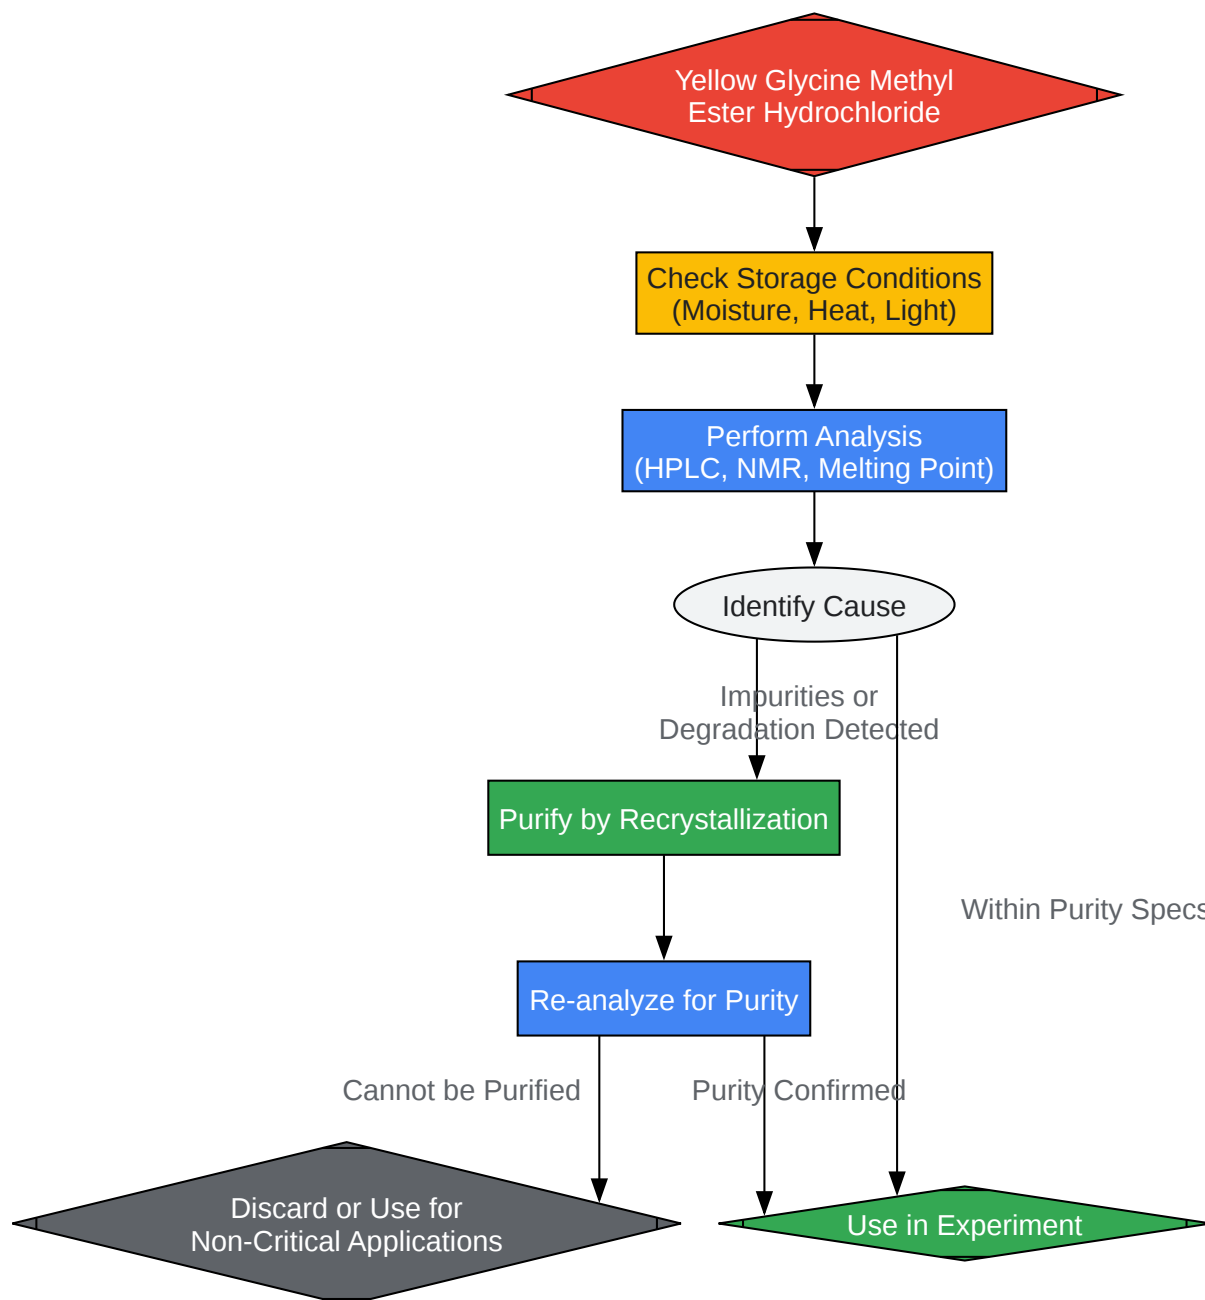 Yellow Glycine Methyl
Ester Hydrochloride
Check Storage Conditions
(Moisture, Heat, Light)
Perform Analysis
(HPLC, NMR, Melting Point)
Identify Cause
Impurities or
Degradation Detected
Purify by Recrystallization
Within Purity Specs
Re-analyze for Purity
Cannot be Purified
Purity Confirmed
Discard or Use for
Non-Critical Applications
Use in Experiment